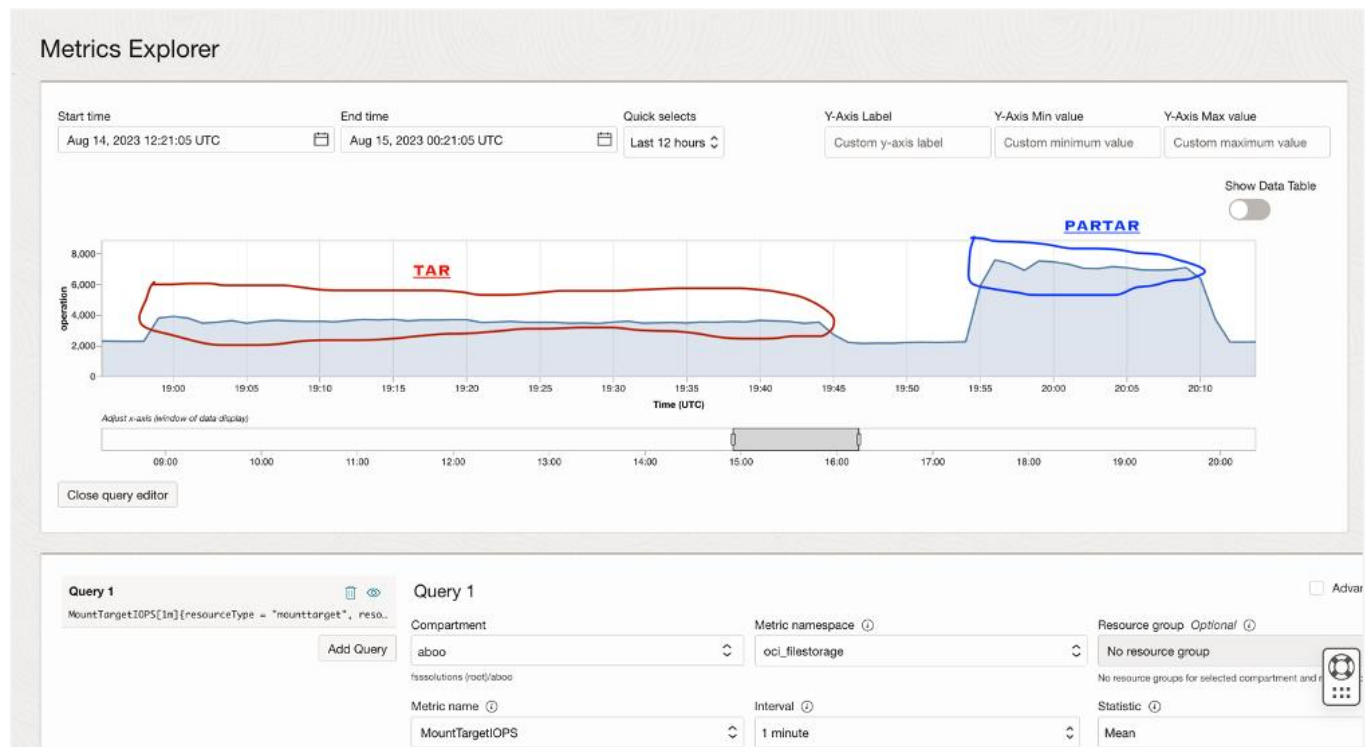 Metrics Explorer
Start time End time Quick selects Y-Axis Label Y-Axis Min value Y-Axis Max value
Aug 14, 2023 12:21:05 UTC Aug 15, 2023 00:21:05 UTC Last 12 hours Custom y-axis label Custom minimum value Custom maximum value
Show Data Table
PARTAR
TAR
8,000
6,000
4,000
2,000
0
operation
19:00 19:05 19:10 19:15 19:20 19:25 19:30 19:35 19:40 19:45 19:50 19:55 20:00 20:05 20:10
Time (UTC)
Adjust x-axis (window of data display)
09:00 10:00 11:00 12:00 13:00 14:00 15:00 16:00 17:00 18:00 19:00 20:00
Close query editor
Query 1 Query 1 Advar
MountTargetIOPS[1m]{resourceType = "mounttarget", reso…
Compartment Metric namespace Resource group Optional
Add Query aboo oci_filestorage No resource group
fsssolutions (root)/aboo No resource groups for selected compartment and
Metric name Interval Statistic
MountTargetIOPS 1 minute Mean